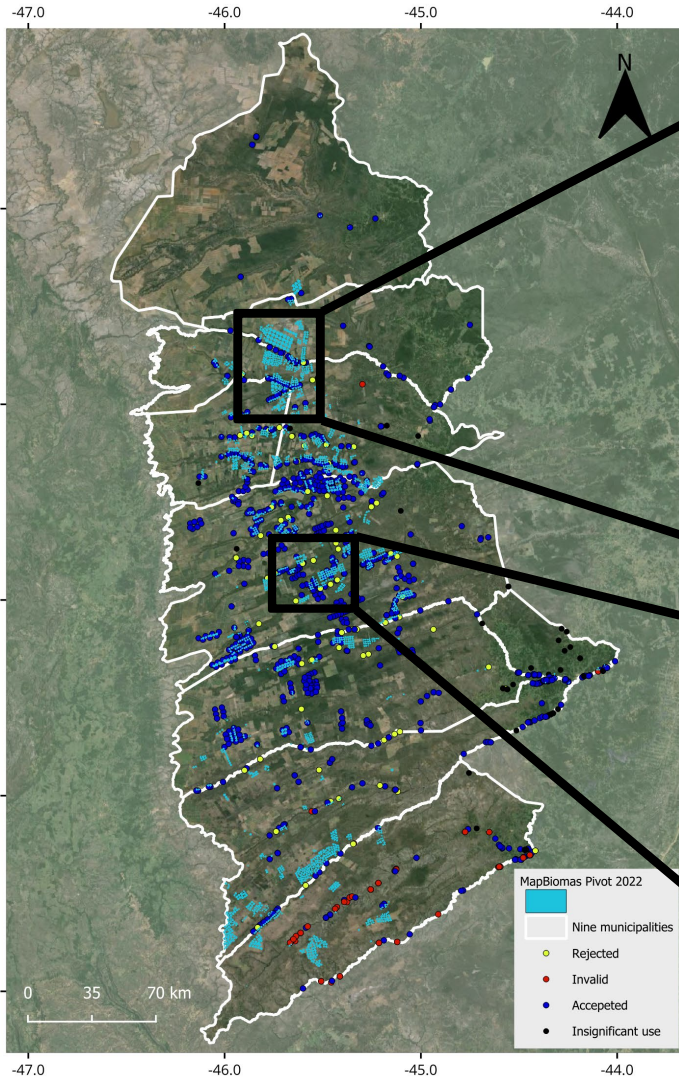 -47.0 -46.0 -45.0 -44.0
N
MapBiomas Pivot 2022
Nine municipalities
Rejected
Invalid
Accepeted
Insignificant use
0 35 70 km
-47.0 -46.0 -45.0 -44.0